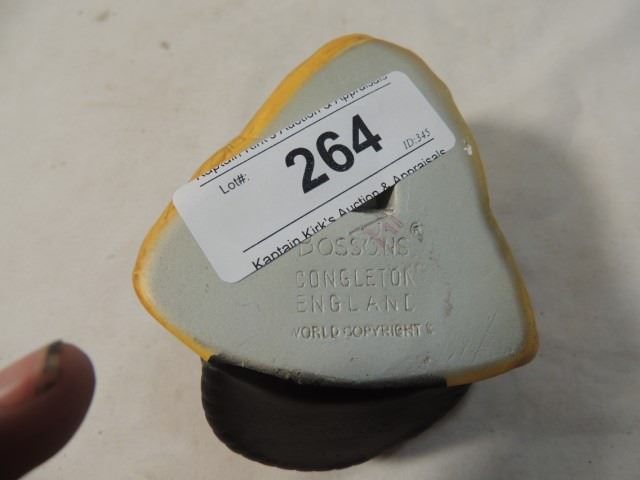 Kaptain Kirk's Auction & Appraisals
Lot#: 264 ID:345
Kaptain Kirk's Auction & Appraisals
BOSSONS
CONGLETON
ENGLAND
WORLD COPYRIGHT ©